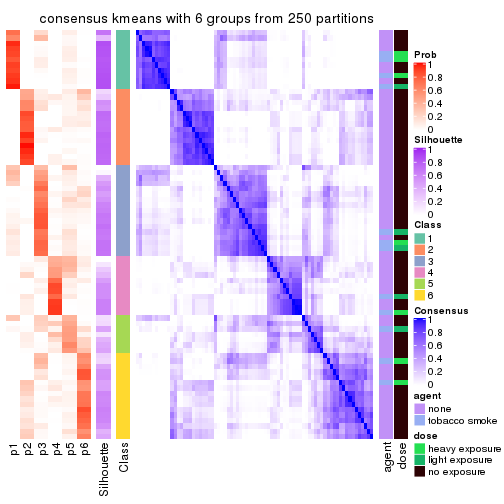 consensus kmeans with 6 groups from 250 partitions
Prob
1
0.8
0.6
0.4
0.2
0
Silhouette
1
0.8
0.6
0.4
0.2
0
Class
1
2
3
4
5
6
Consensus
1
0.8
0.6
0.4
0.2
0
agent
none
tobacco smoke
dose
heavy exposure
light exposure
no exposure
p1
p2
p3
p4
p5
p6
Silhouette
Class
agent
dose